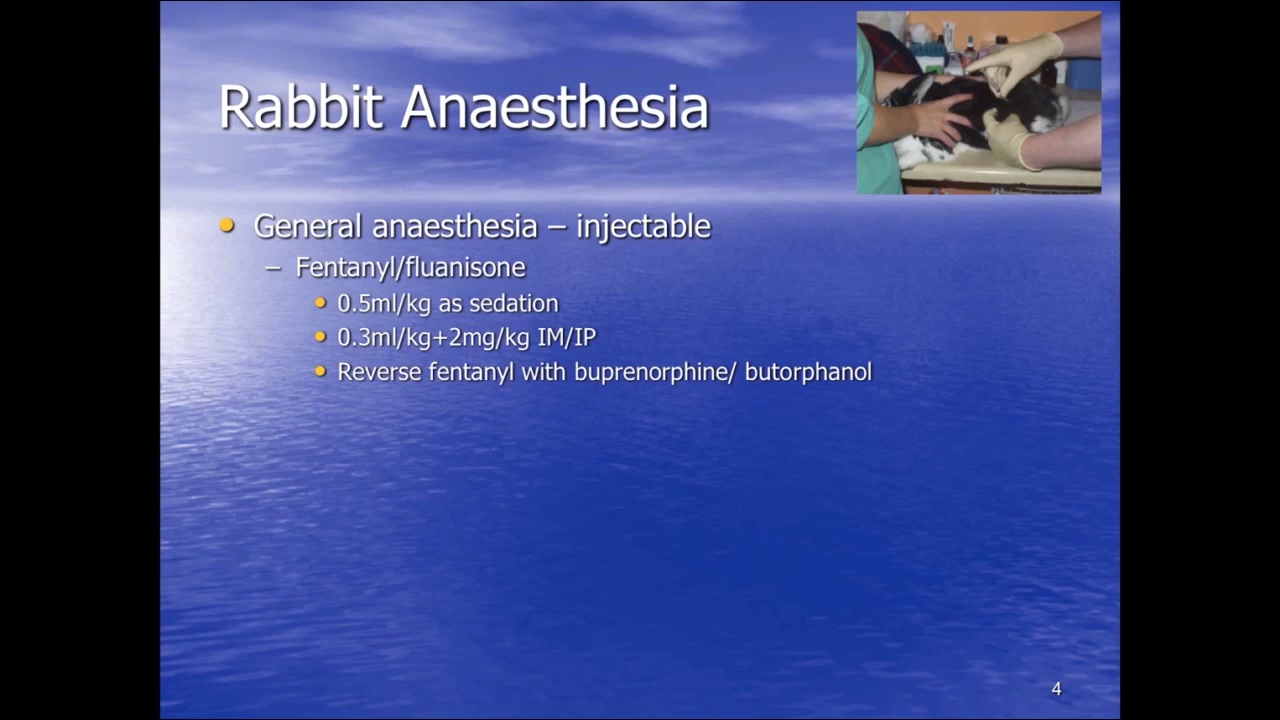 Rabbit Anaesthesia
• General anaesthesia – injectable
– Fentanyl/fluanisone
• 0.5ml/kg as sedation
• 0.3ml/kg+2mg/kg IM/IP
• Reverse fentanyl with buprenorphine/ butorphanol
4